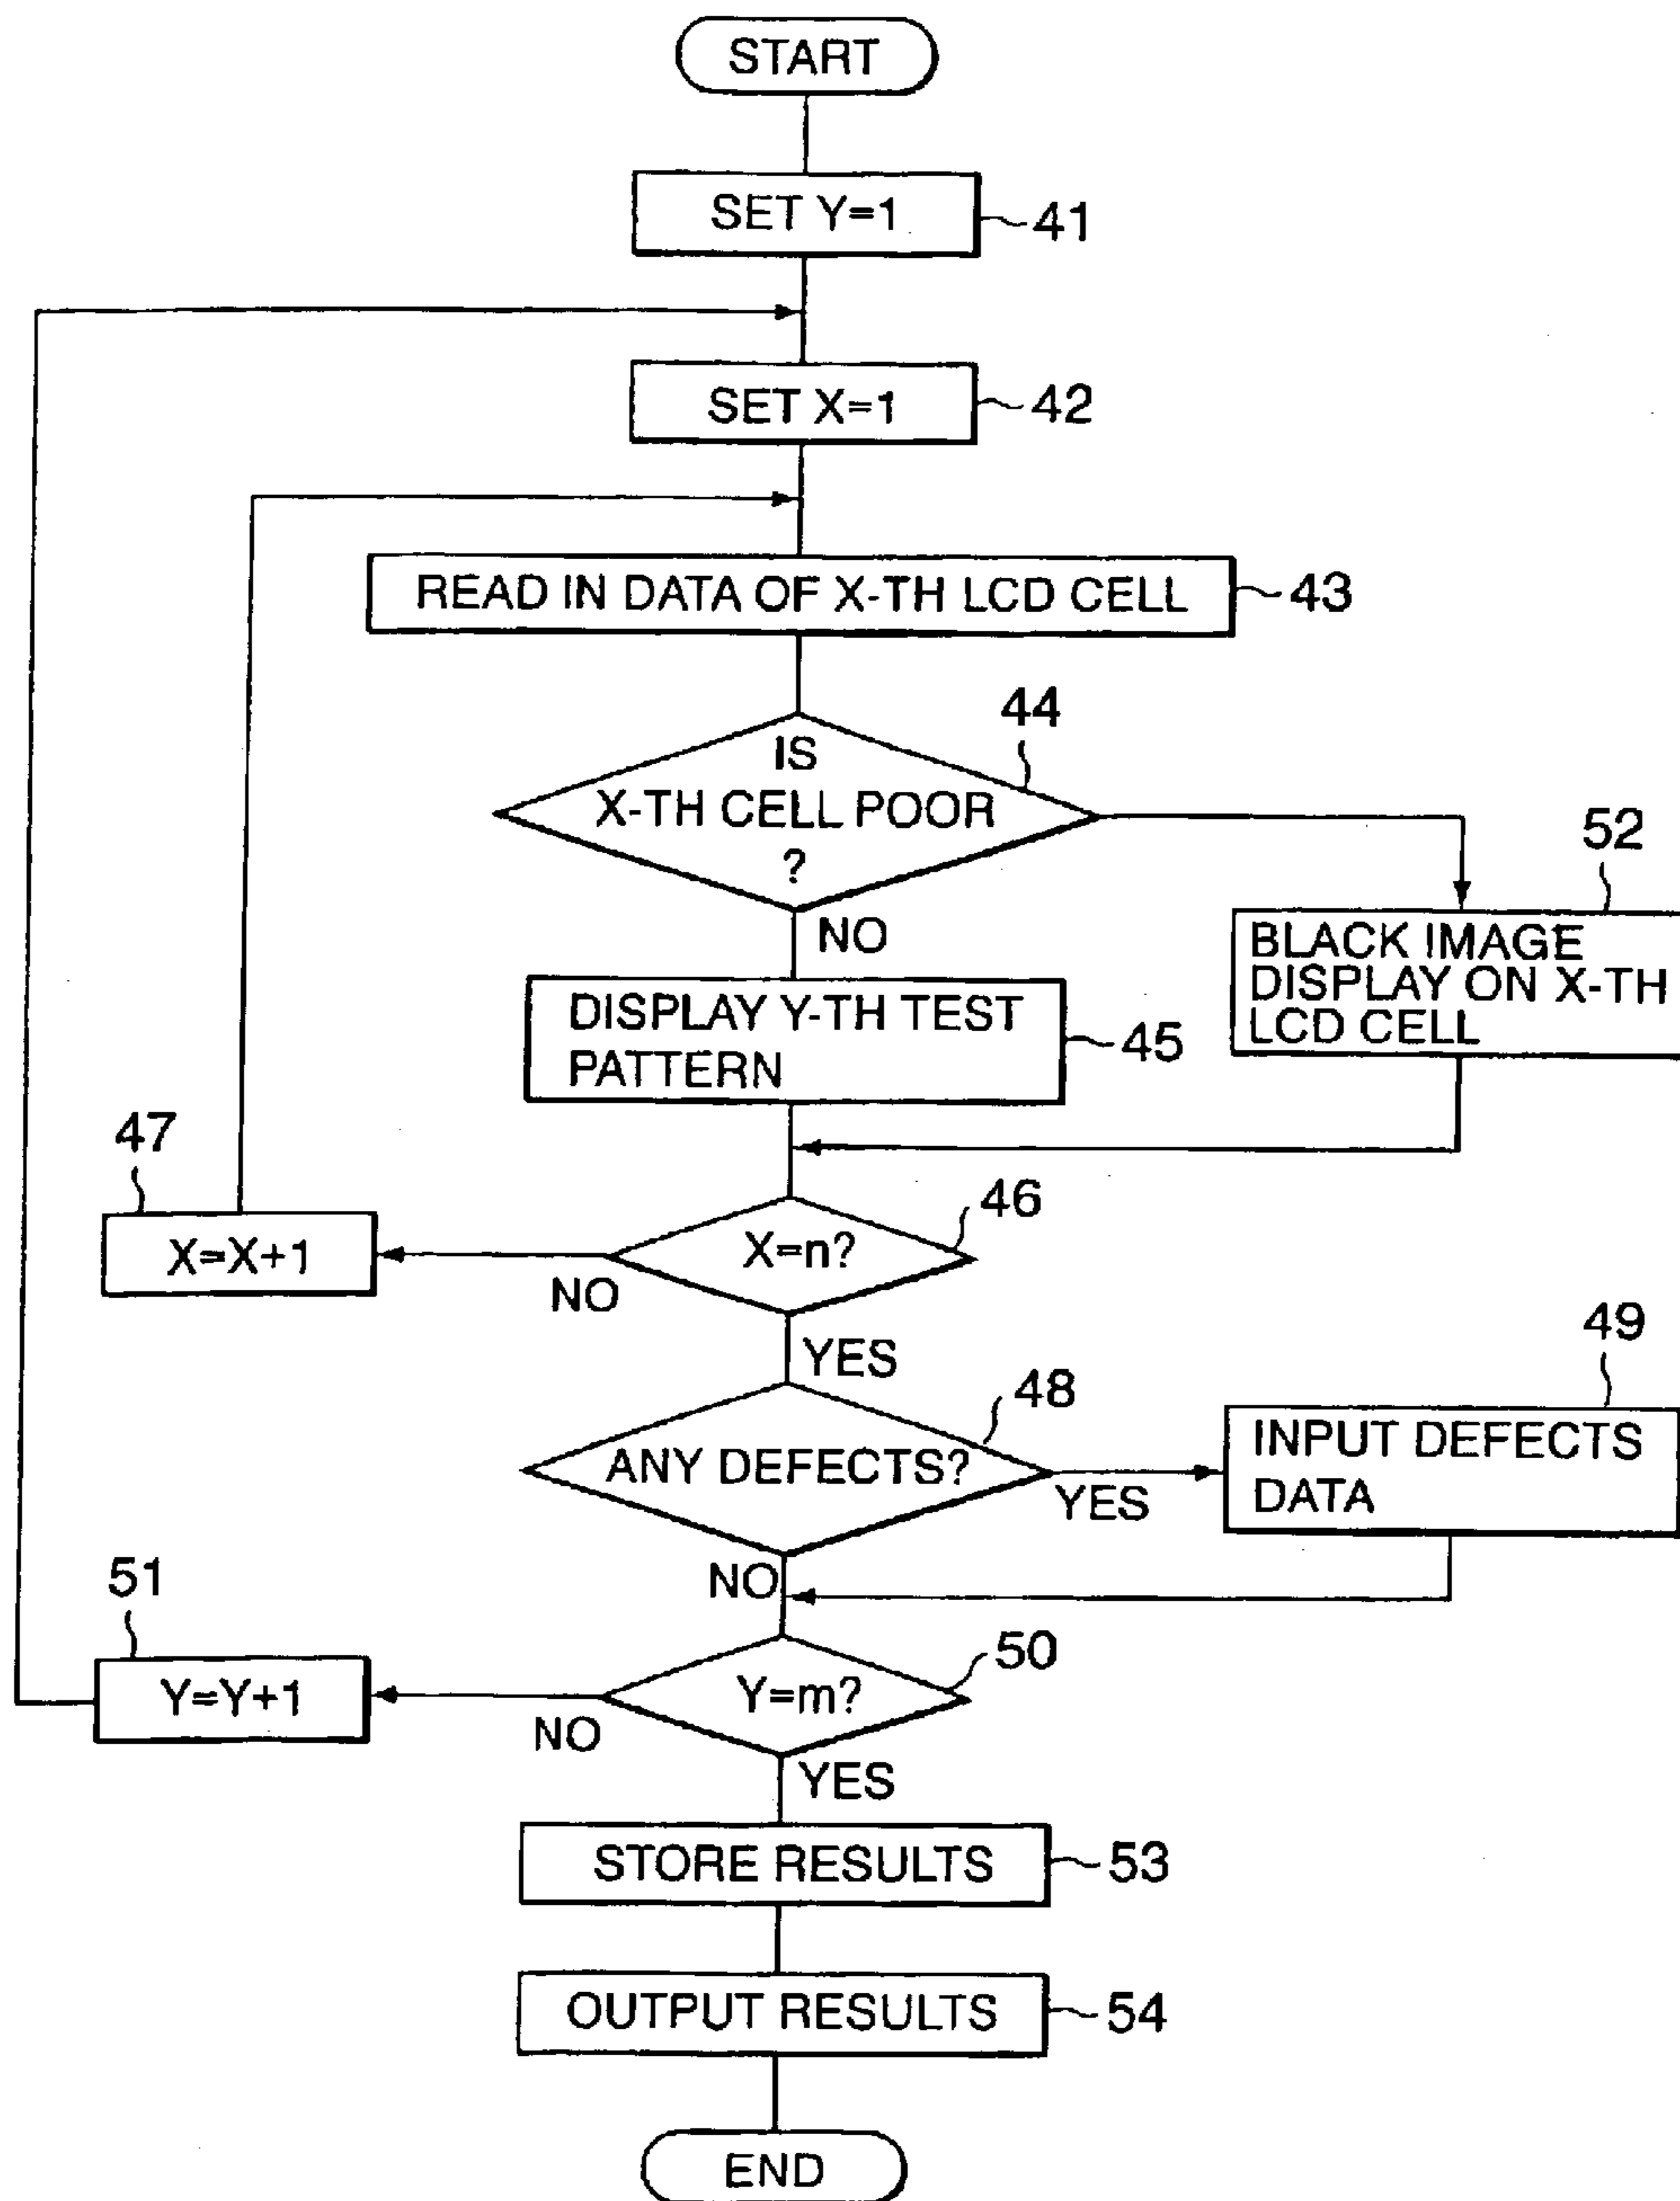 START
SET Y=1
41
SET X=1
42
READ IN DATA OF X-TH LCD CELL
43
44
IS
X-TH CELL POOR
?
NO
52
BLACK IMAGE
DISPLAY ON X-TH
LCD CELL
DISPLAY Y-TH TEST
PATTERN
45
47
X=X+1
46
X=n?
NO
YES
48
ANY DEFECTS?
YES
49
INPUT DEFECTS
DATA
NO
51
Y=Y+1
50
Y=m?
NO
YES
STORE RESULTS
53
OUTPUT RESULTS
54
END